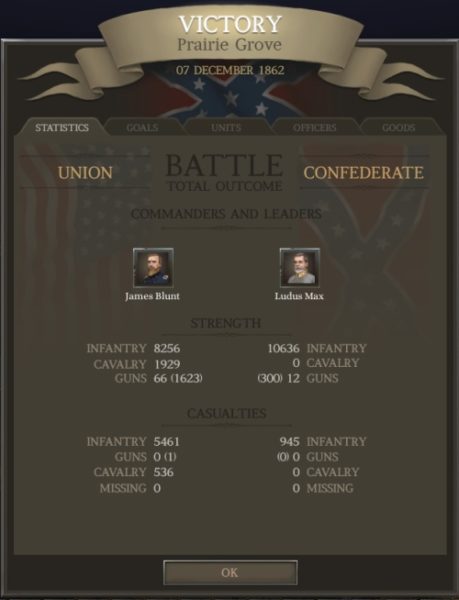 VICTORY
Prairie Grove
07 DECEMBER 1862
STATISTICS GOALS UNITS OFFICERS GOODS
UNION BATTLE CONFEDERATE
TOTAL OUTCOME
COMMANDERS AND LEADERS
James Blunt Ludus Max
STRENGTH
INFANTRY 8256 10636 INFANTRY
CAVALRY 1929 0 CAVALRY
GUNS 66 (1623) (300) 12 GUNS
CASUALTIES
INFANTRY 5461 945 INFANTRY
GUNS 0 (1) (0) 0 GUNS
CAVALRY 536 0 CAVALRY
MISSING 0 0 MISSING
OK